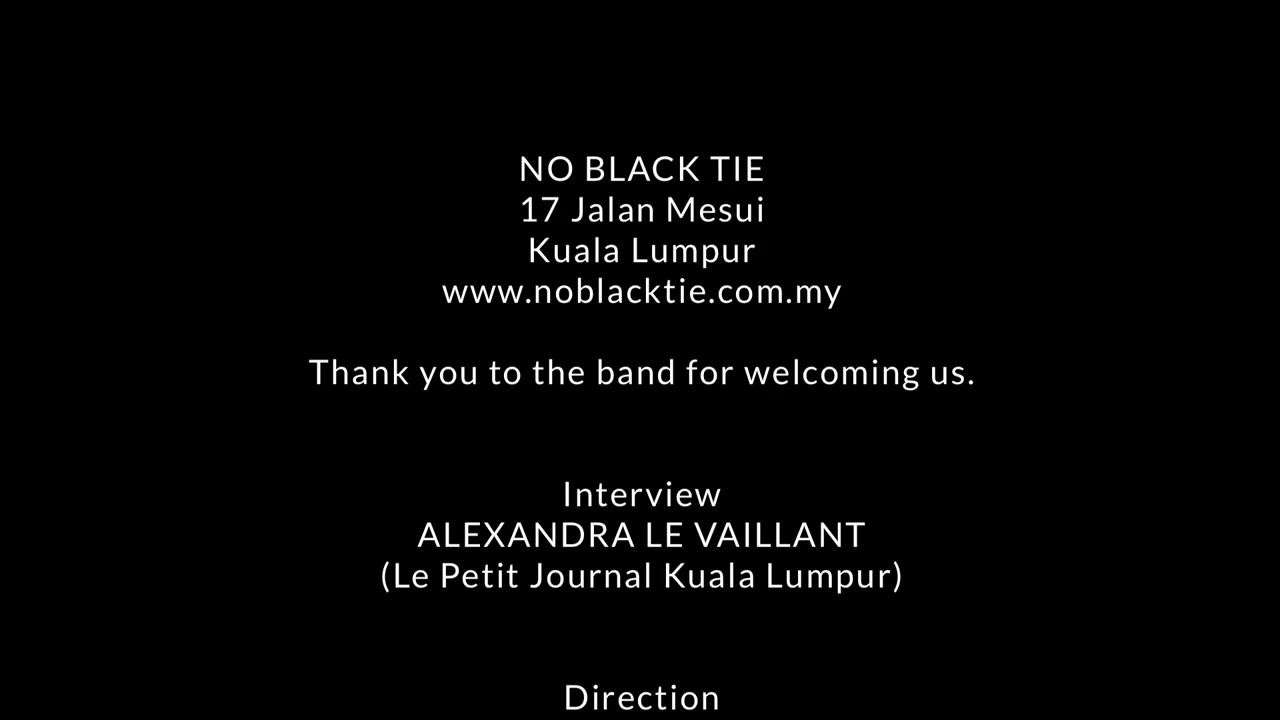 NO BLACK TIE
17 Jalan Mesui
Kuala Lumpur
www.noblacktie.com.my
Thank you to the band for welcoming us.
Interview
ALEXANDRA LE VAILLANT
(Le Petit Journal Kuala Lumpur)
Direction